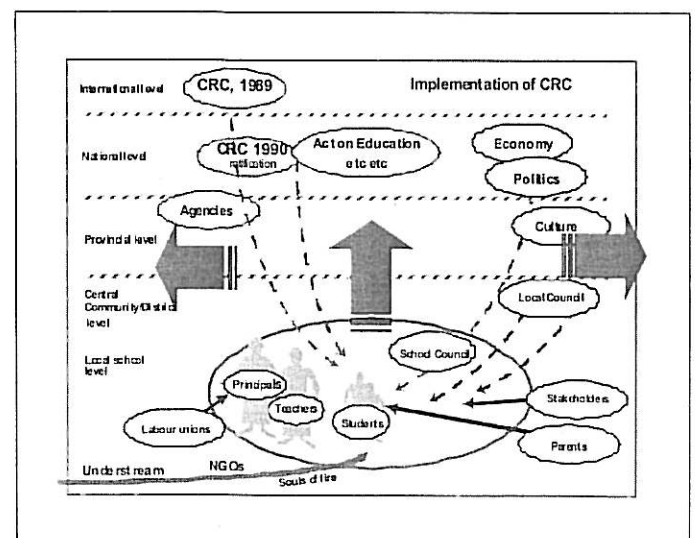 International level
CRC, 1989
Implementation of CRC
National level
CRC 1990
ratification
Act on Education
etc etc
Economy
Politics
Agencies
Culture
Provincial level
Central
Community/District
level
Local Council
Local school
level
School Council
Principals
Teachers
Students
Labour unions
Stakeholders
Parents
Understream
NGOs
Souls of fire